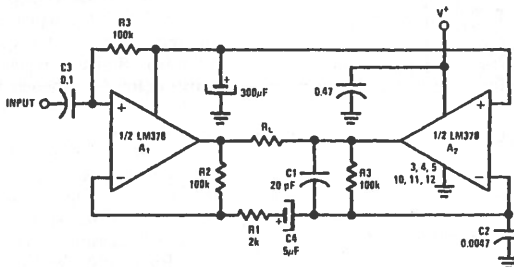 R3
100k
C3
0.1
INPUT
+
1/2 LM378
A1
−
+
300μF
V+
0.47
+
1/2 LM378
A2
−
3, 4, 5
10, 11, 12
RL
R2
100k
C1
20 pF
R3
100k
R1
2k
+
C4
5μF
C2
0.0047